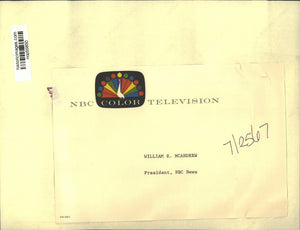 NBC COLOR TELEVISION
7/25/67
WILLIAM R. MCANDREW
President, NBC News